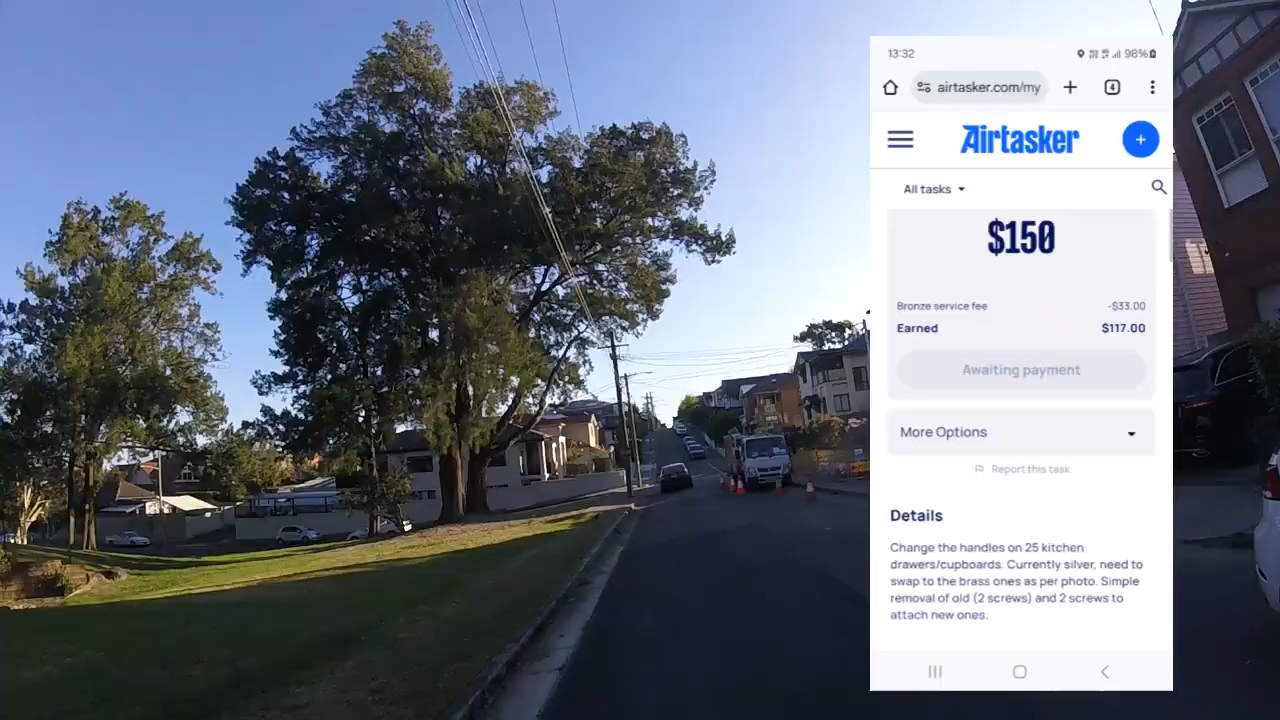 13:32
98%
airtasker.com/my
4
Airtasker
+
All tasks
$150
Bronze service fee
-$33.00
Earned
$117.00
Awaiting payment
More Options
Report this task
Details
Change the handles on 25 kitchen
drawers/cupboards. Currently silver, need to
swap to the brass ones as per photo. Simple
removal of old (2 screws) and 2 screws to
attach new ones.